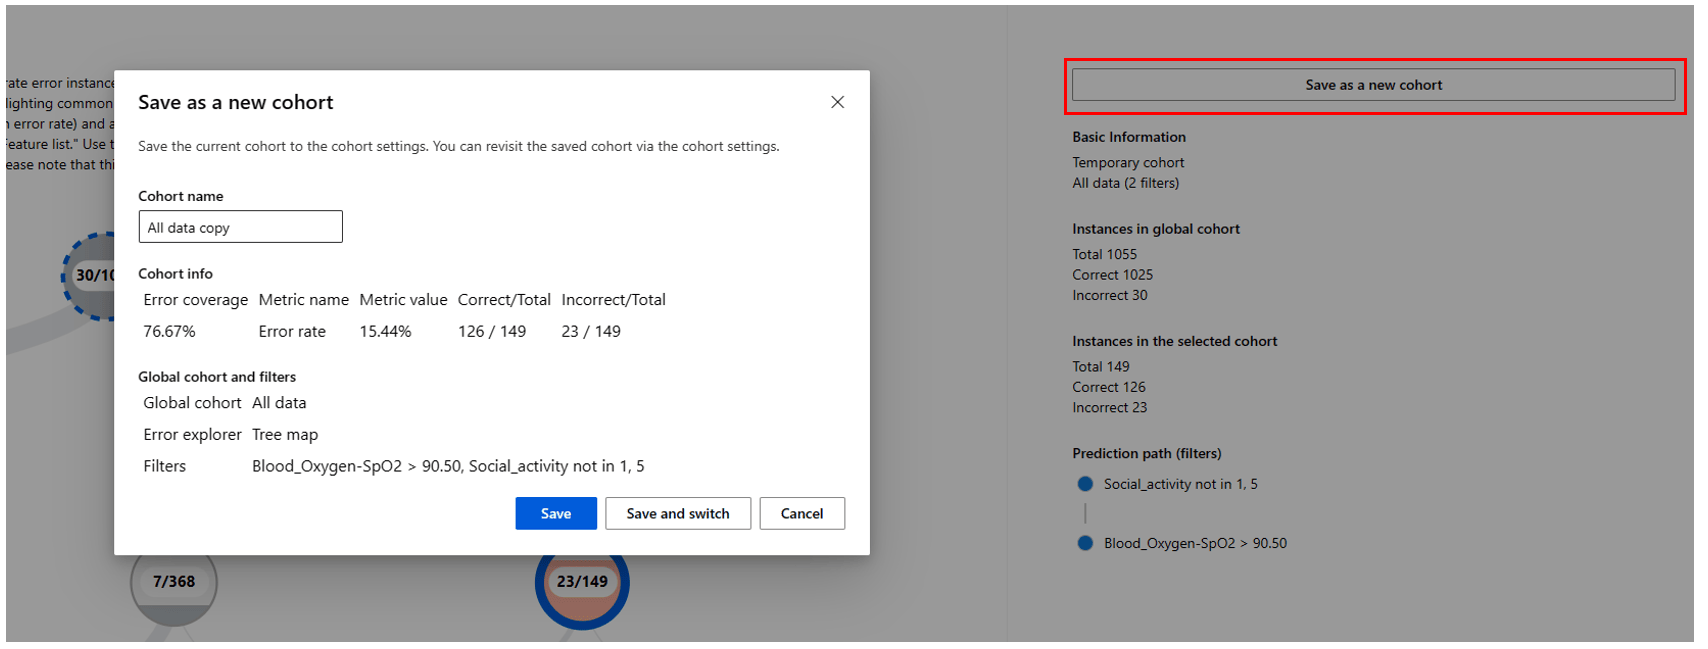 rate error instance
lighting common
n error rate) and a
Feature list." Use t
ease note that thi
30/10
7/368
23/149
Save as a new cohort
Save the current cohort to the cohort settings. You can revisit the saved cohort via the cohort settings.
Cohort name
All data copy
Cohort info
Error coverage Metric name Metric value Correct/Total Incorrect/Total
76.67% Error rate 15.44% 126 / 149 23 / 149
Global cohort and filters
Global cohort All data
Error explorer Tree map
Filters Blood_Oxygen-SpO2 > 90.50, Social_activity not in 1, 5
Save Save and switch Cancel
Save as a new cohort
Basic Information
Temporary cohort
All data (2 filters)
Instances in global cohort
Total 1055
Correct 1025
Incorrect 30
Instances in the selected cohort
Total 149
Correct 126
Incorrect 23
Prediction path (filters)
Social_activity not in 1, 5
Blood_Oxygen-SpO2 > 90.50